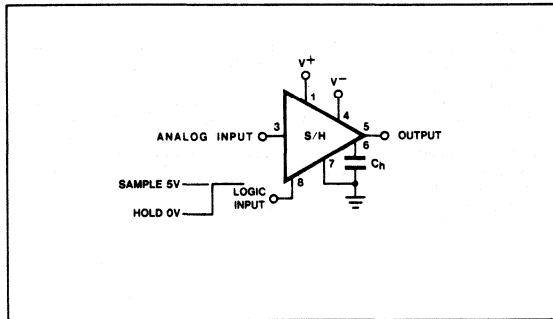 V+
V−
1
4
ANALOG INPUT
3
S/H
5
OUTPUT
6
7
Ch
SAMPLE 5V
LOGIC
INPUT
8
HOLD 0V